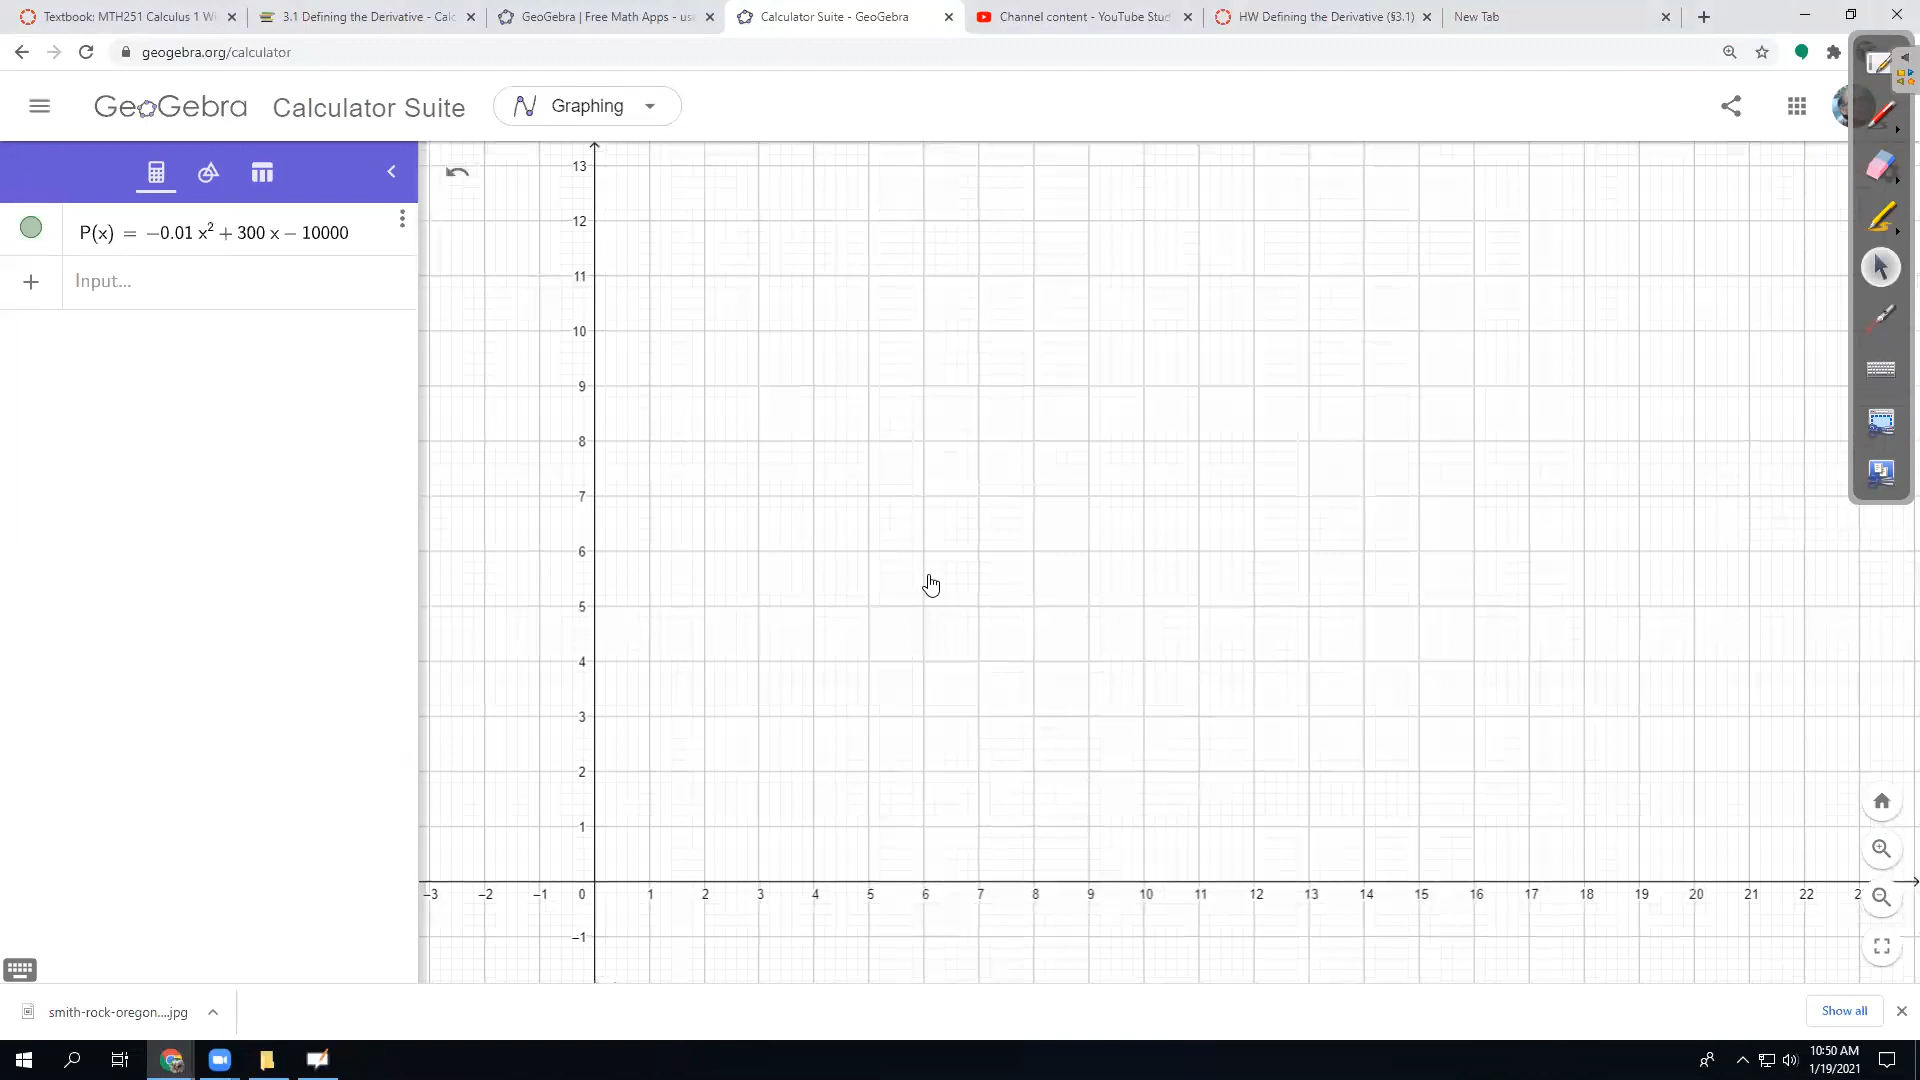 Textbook: MTH251 Calculus 1 Wi
3.1 Defining the Derivative - Calc
GeoGebra | Free Math Apps - use
Calculator Suite - GeoGebra
Channel content - YouTube Stud
HW Defining the Derivative (§3.1)
New Tab
geogebra.org/calculator
GeoGebra
Calculator Suite
Graphing
P(x) = −0.01 x² + 300 x − 10000
Input...
13
12
11
10
9
8
7
6
5
4
3
2
1
−3 −2 −1 0 1 2 3 4 5 6 7 8 9 10 11 12 13 14 15 16 17 18 19 20 21 22 2
−1
smith-rock-oregon....jpg
Show all
10:50 AM
1/19/2021